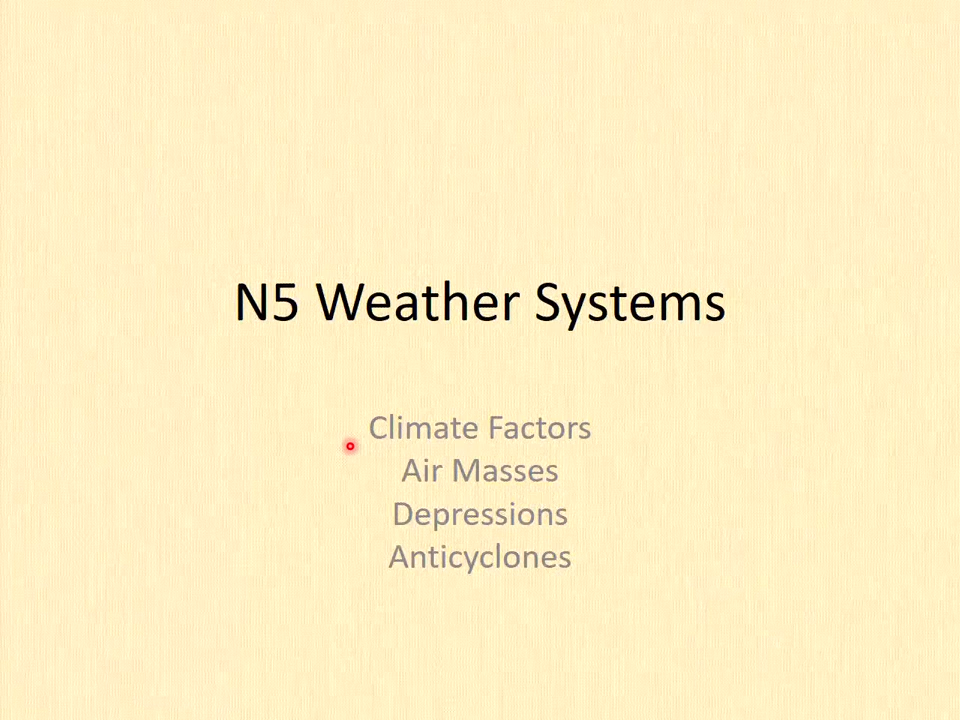 N5 Weather Systems
Climate Factors
Air Masses
Depressions
Anticyclones